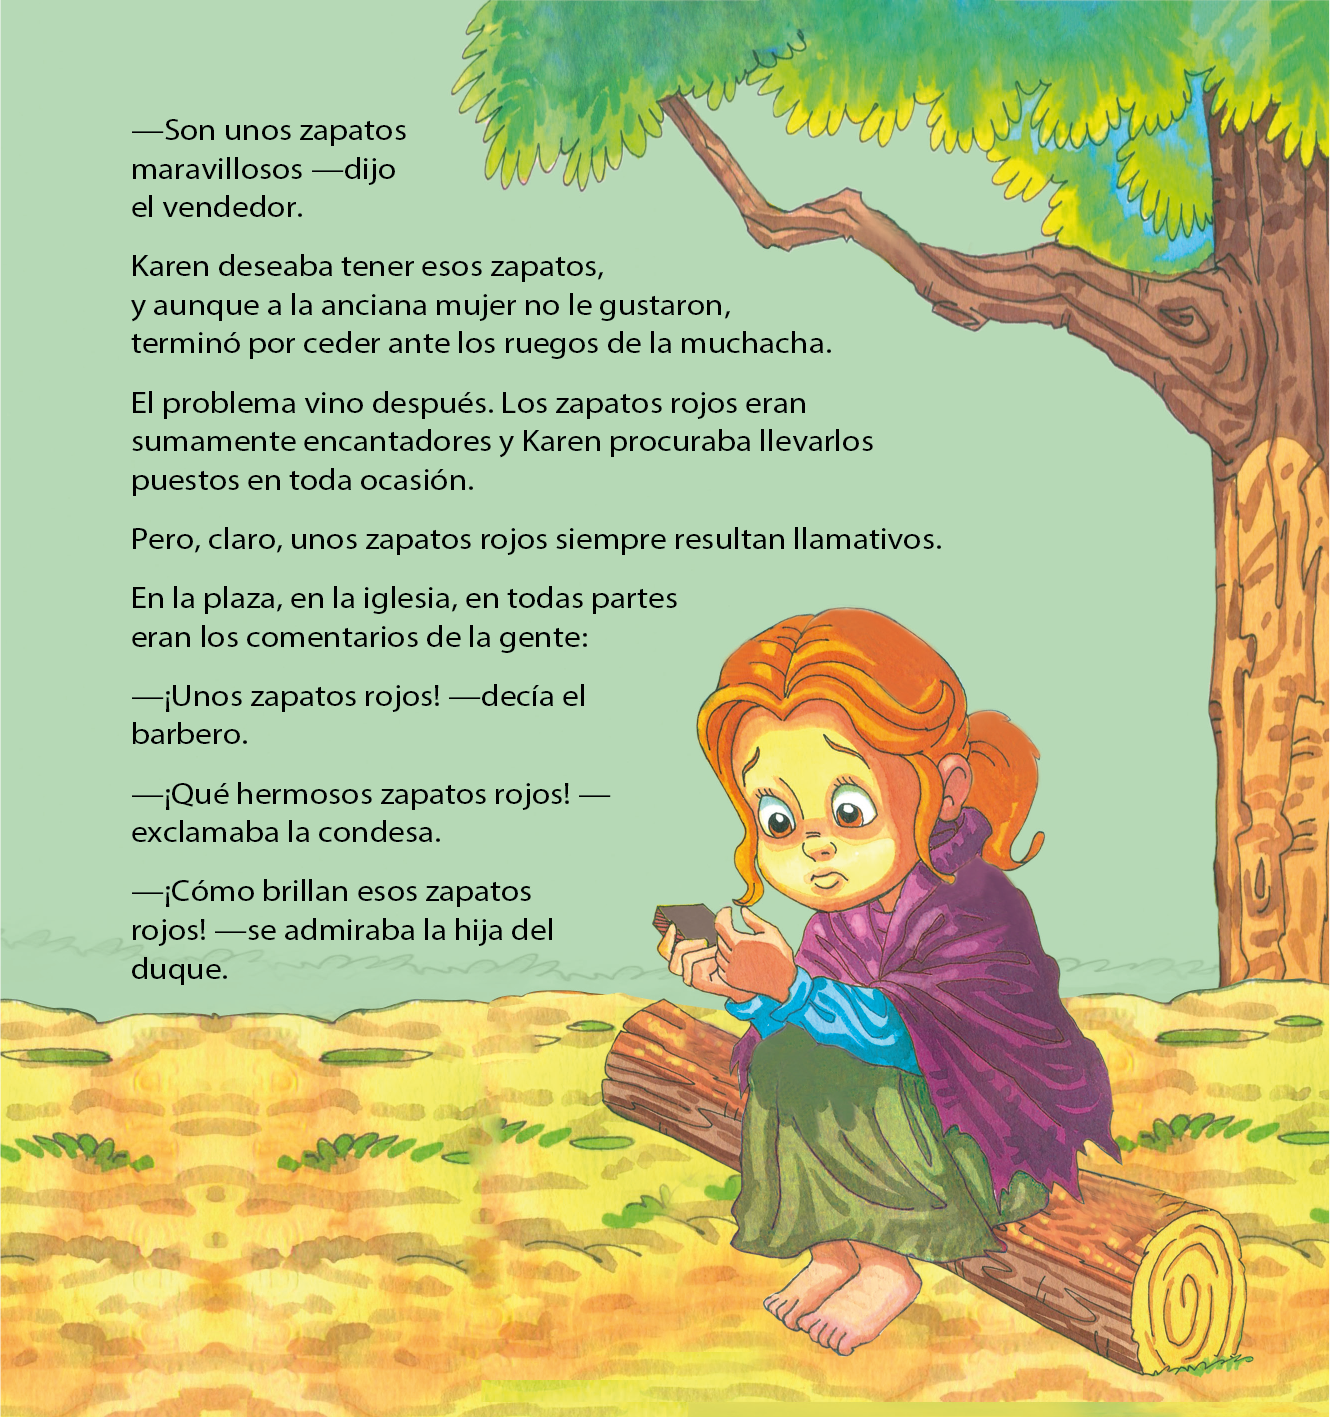 —Son unos zapatos
maravillosos —dijo
el vendedor.
Karen deseaba tener esos zapatos,
y aunque a la anciana mujer no le gustaron,
terminó por ceder ante los ruegos de la muchacha.
El problema vino después. Los zapatos rojos eran
sumamente encantadores y Karen procuraba llevarlos
puestos en toda ocasión.
Pero, claro, unos zapatos rojos siempre resultan llamativos.
En la plaza, en la iglesia, en todas partes
eran los comentarios de la gente:
—¡Unos zapatos rojos! —decía el
barbero.
—¡Qué hermosos zapatos rojos! —
exclamaba la condesa.
—¡Cómo brillan esos zapatos
rojos! —se admiraba la hija del
duque.